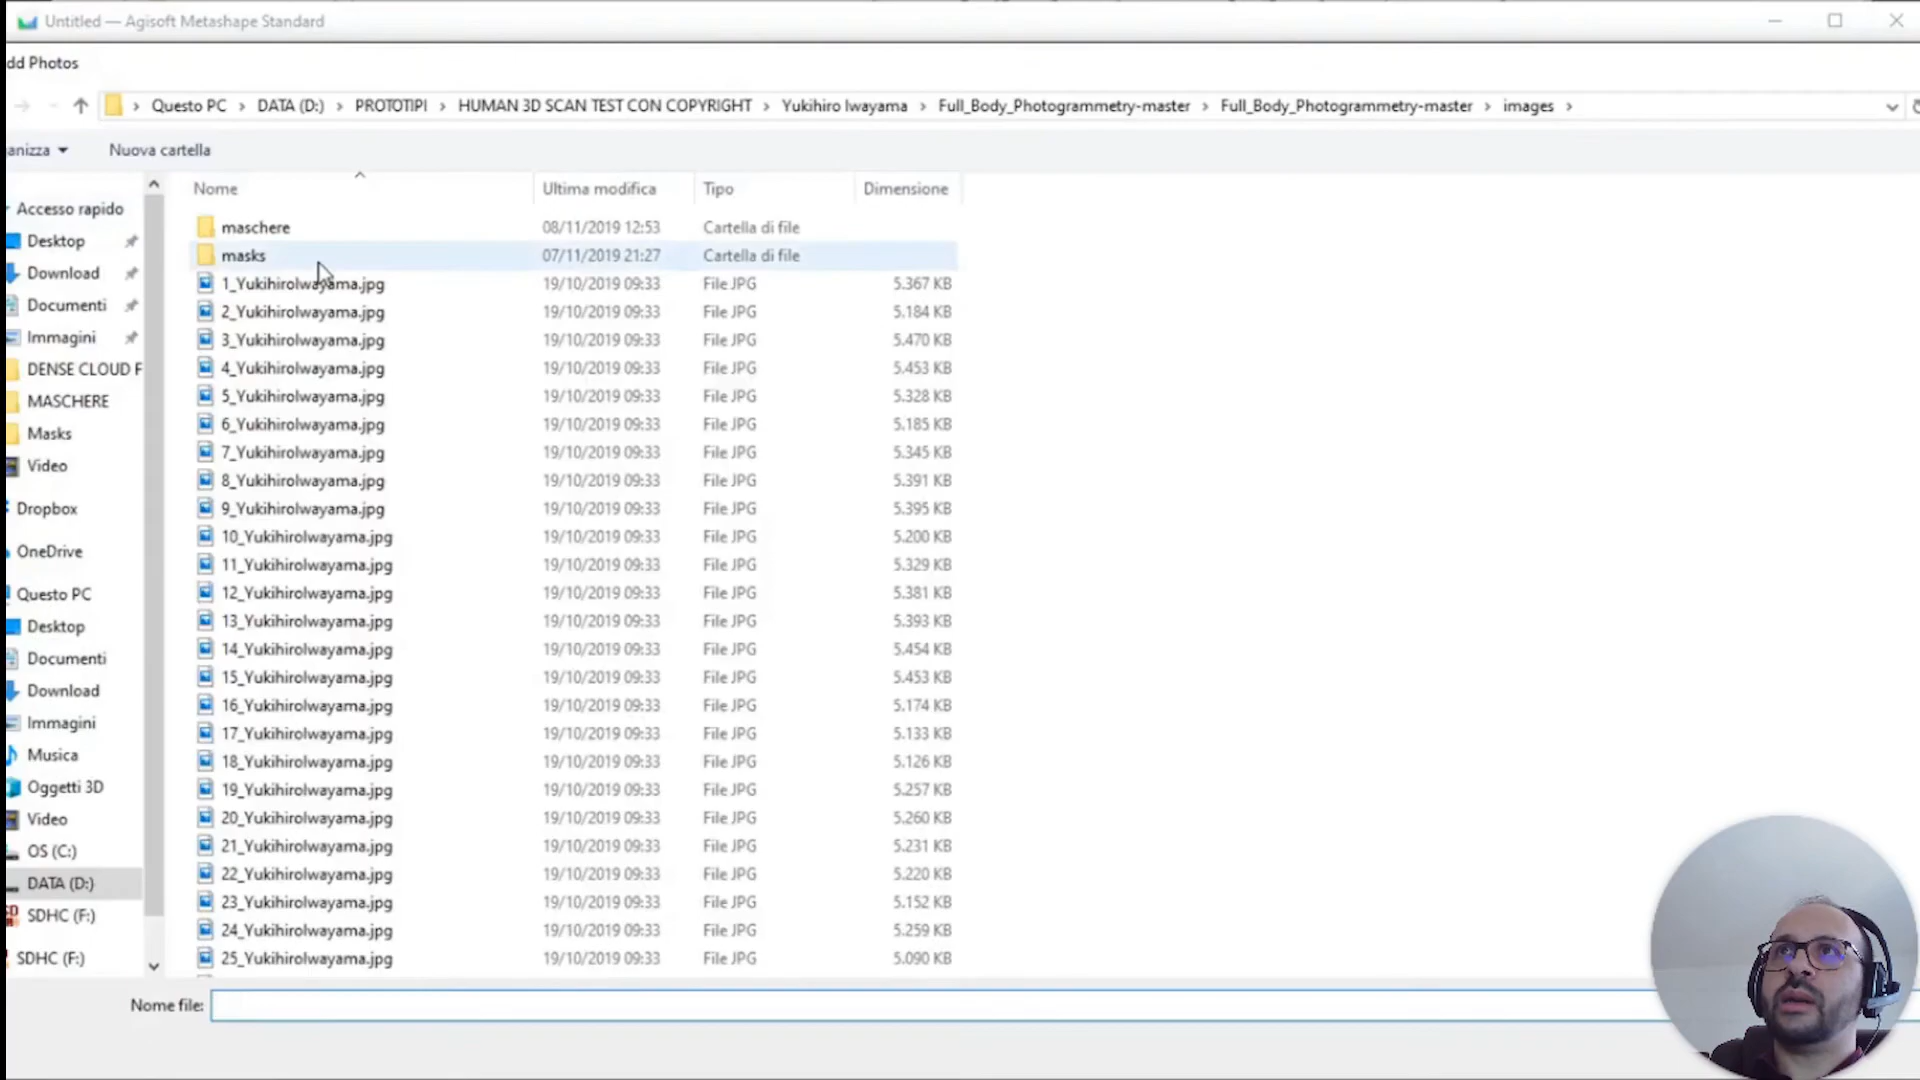 Untitled — Agisoft Metashape Standard
dd Photos
Questo PC > DATA (D:) > PROTOTIPI > HUMAN 3D SCAN TEST CON COPYRIGHT > Yukihiro Iwayama > Full_Body_Photogrammetry-master > Full_Body_Photogrammetry-master > images >
anizza Nuova cartella
Nome Ultima modifica Tipo Dimensione
maschere 08/11/2019 12:53 Cartella di file
masks 07/11/2019 21:27 Cartella di file
1_YukihiroIwayama.jpg 19/10/2019 09:33 File JPG 5.367 KB
2_YukihiroIwayama.jpg 19/10/2019 09:33 File JPG 5.184 KB
3_YukihiroIwayama.jpg 19/10/2019 09:33 File JPG 5.470 KB
4_YukihiroIwayama.jpg 19/10/2019 09:33 File JPG 5.453 KB
5_YukihiroIwayama.jpg 19/10/2019 09:33 File JPG 5.328 KB
6_YukihiroIwayama.jpg 19/10/2019 09:33 File JPG 5.185 KB
7_YukihiroIwayama.jpg 19/10/2019 09:33 File JPG 5.345 KB
8_YukihiroIwayama.jpg 19/10/2019 09:33 File JPG 5.391 KB
9_YukihiroIwayama.jpg 19/10/2019 09:33 File JPG 5.395 KB
10_YukihiroIwayama.jpg 19/10/2019 09:33 File JPG 5.200 KB
11_YukihiroIwayama.jpg 19/10/2019 09:33 File JPG 5.329 KB
12_YukihiroIwayama.jpg 19/10/2019 09:33 File JPG 5.381 KB
13_YukihiroIwayama.jpg 19/10/2019 09:33 File JPG 5.393 KB
14_YukihiroIwayama.jpg 19/10/2019 09:33 File JPG 5.454 KB
15_YukihiroIwayama.jpg 19/10/2019 09:33 File JPG 5.453 KB
16_YukihiroIwayama.jpg 19/10/2019 09:33 File JPG 5.174 KB
17_YukihiroIwayama.jpg 19/10/2019 09:33 File JPG 5.133 KB
18_YukihiroIwayama.jpg 19/10/2019 09:33 File JPG 5.126 KB
19_YukihiroIwayama.jpg 19/10/2019 09:33 File JPG 5.257 KB
20_YukihiroIwayama.jpg 19/10/2019 09:33 File JPG 5.260 KB
21_YukihiroIwayama.jpg 19/10/2019 09:33 File JPG 5.231 KB
22_YukihiroIwayama.jpg 19/10/2019 09:33 File JPG 5.220 KB
23_YukihiroIwayama.jpg 19/10/2019 09:33 File JPG 5.152 KB
24_YukihiroIwayama.jpg 19/10/2019 09:33 File JPG 5.259 KB
25_YukihiroIwayama.jpg 19/10/2019 09:33 File JPG 5.090 KB
Accesso rapido
Desktop
Download
Documenti
Immagini
DENSE CLOUD F
MASCHERE
Masks
Video
Dropbox
OneDrive
Questo PC
Desktop
Documenti
Download
Immagini
Musica
Oggetti 3D
Video
OS (C:)
DATA (D:)
SDHC (F:)
SDHC (F:)
Nome file: